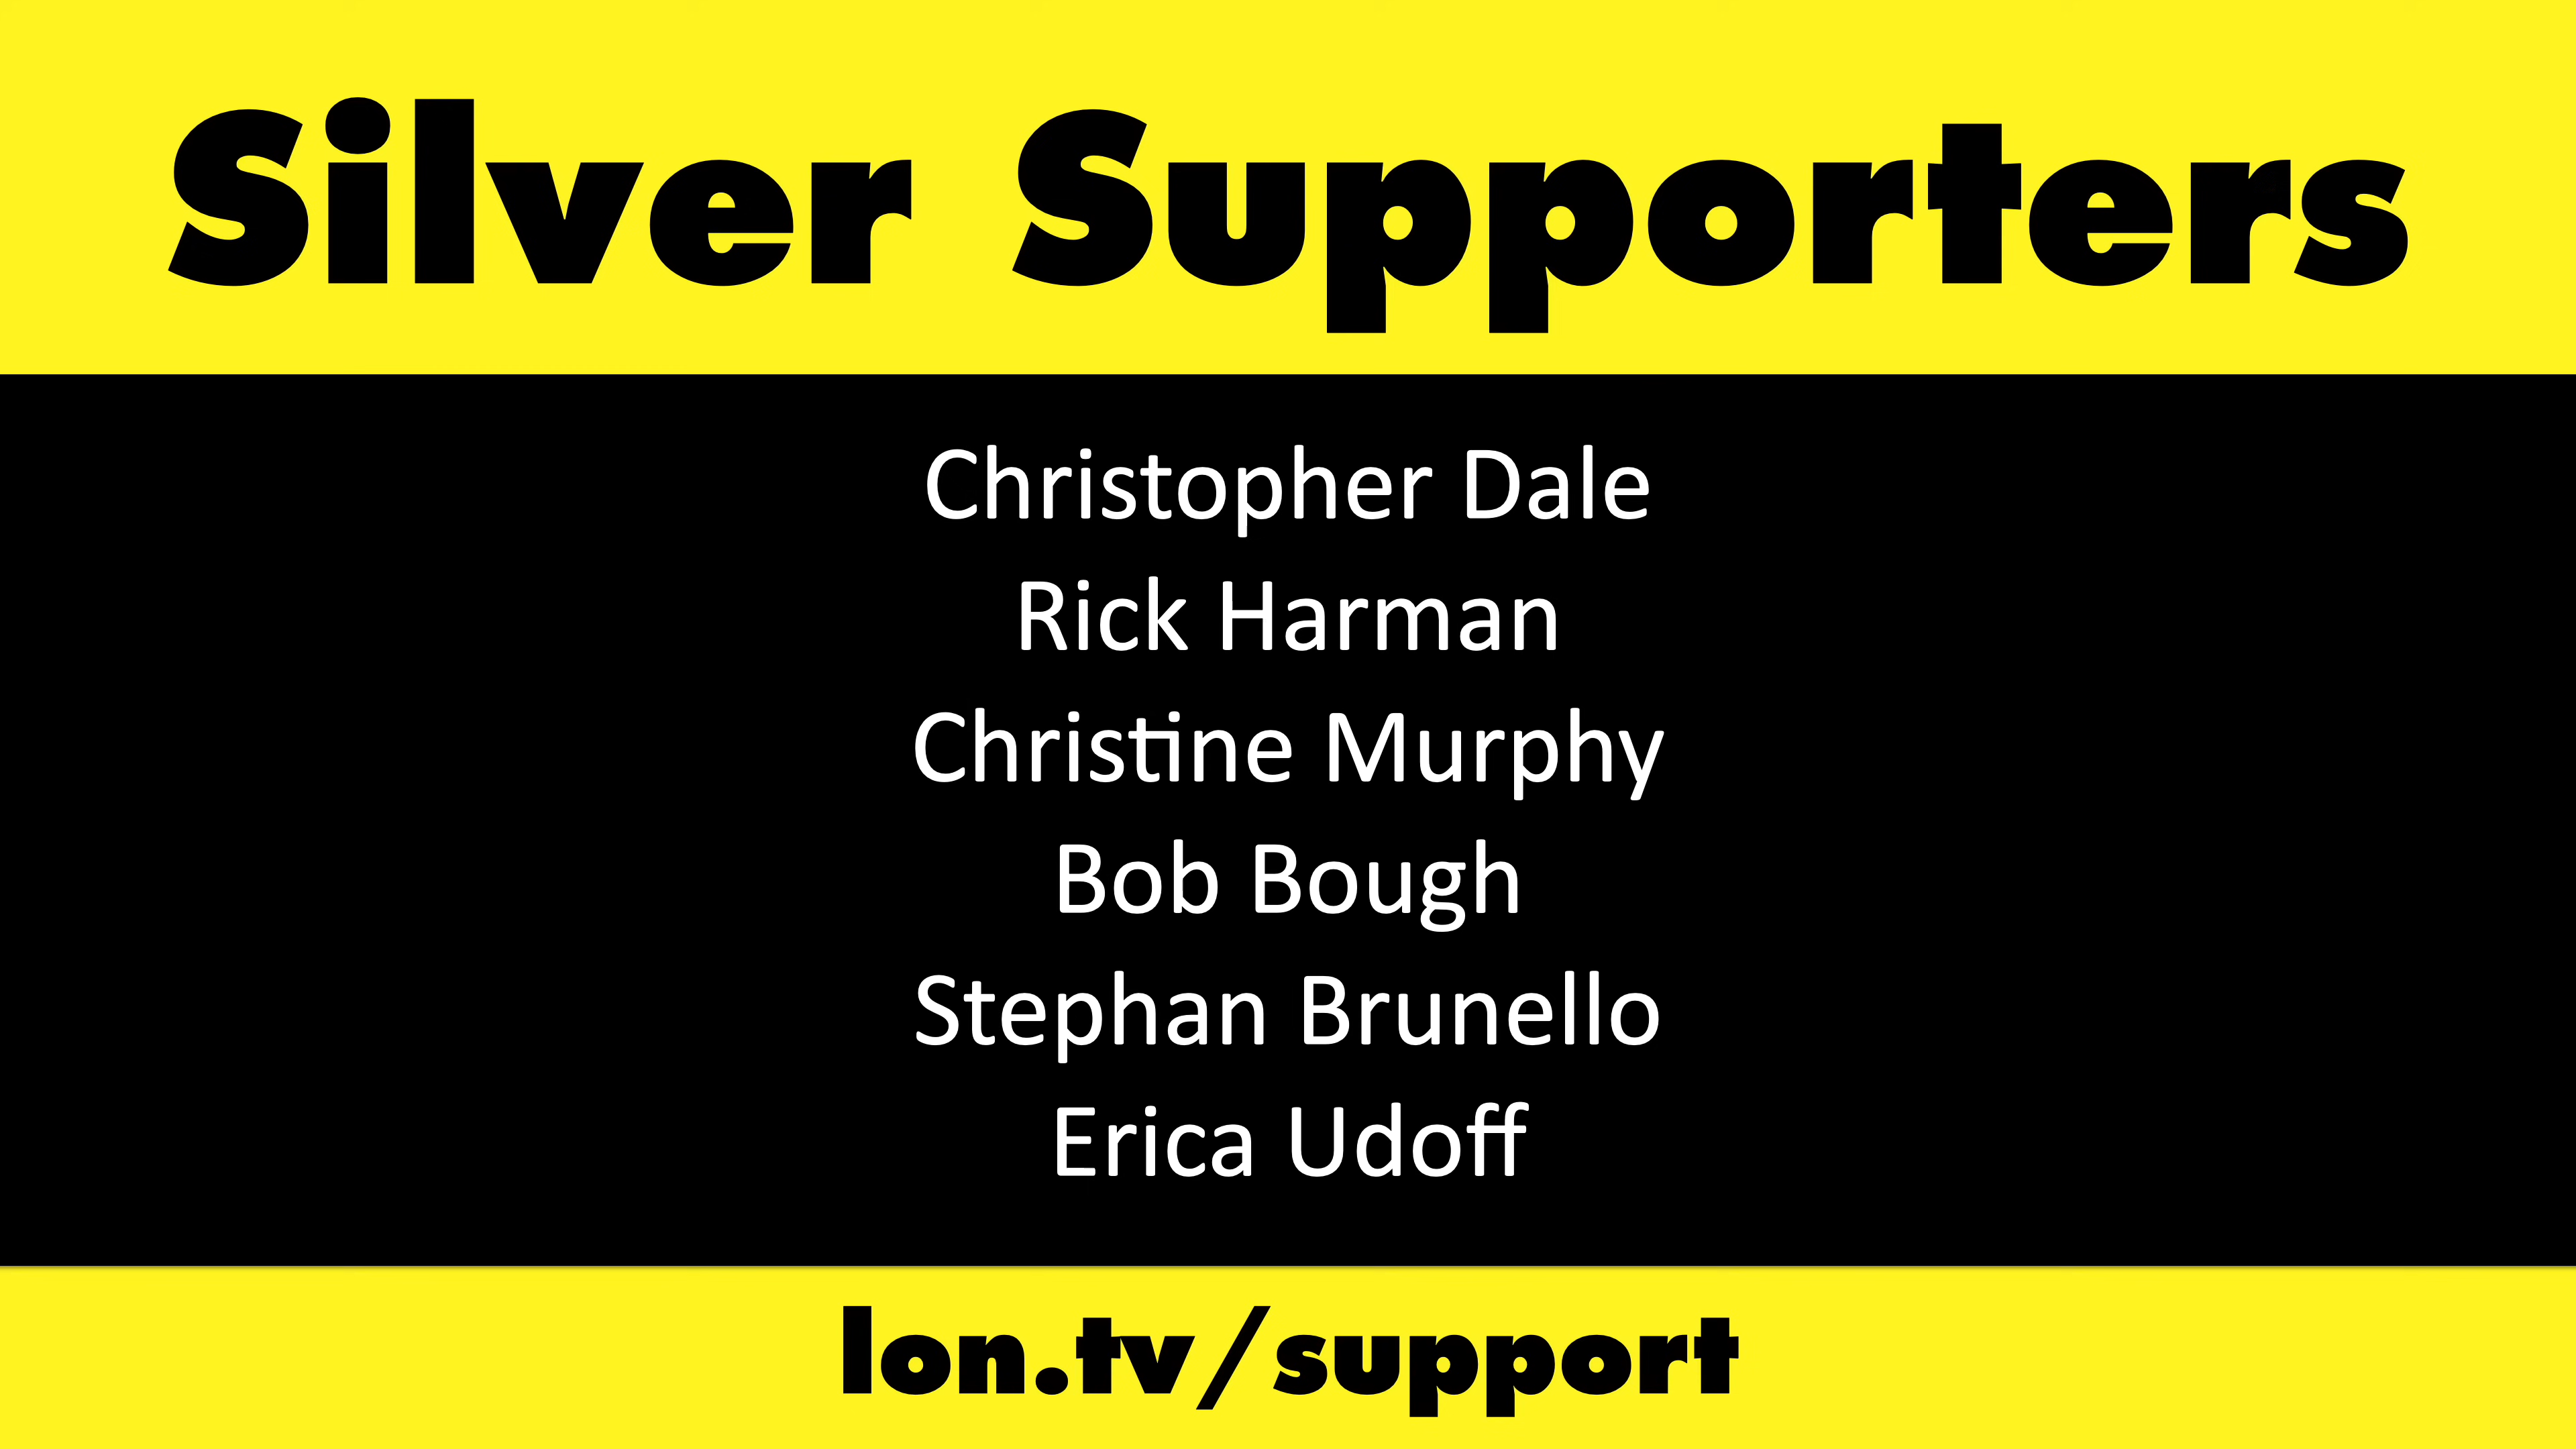 Silver Supporters
Christopher Dale
Rick Harman
Christine Murphy
Bob Bough
Stephan Brunello
Erica Udoff
lon.tv/support